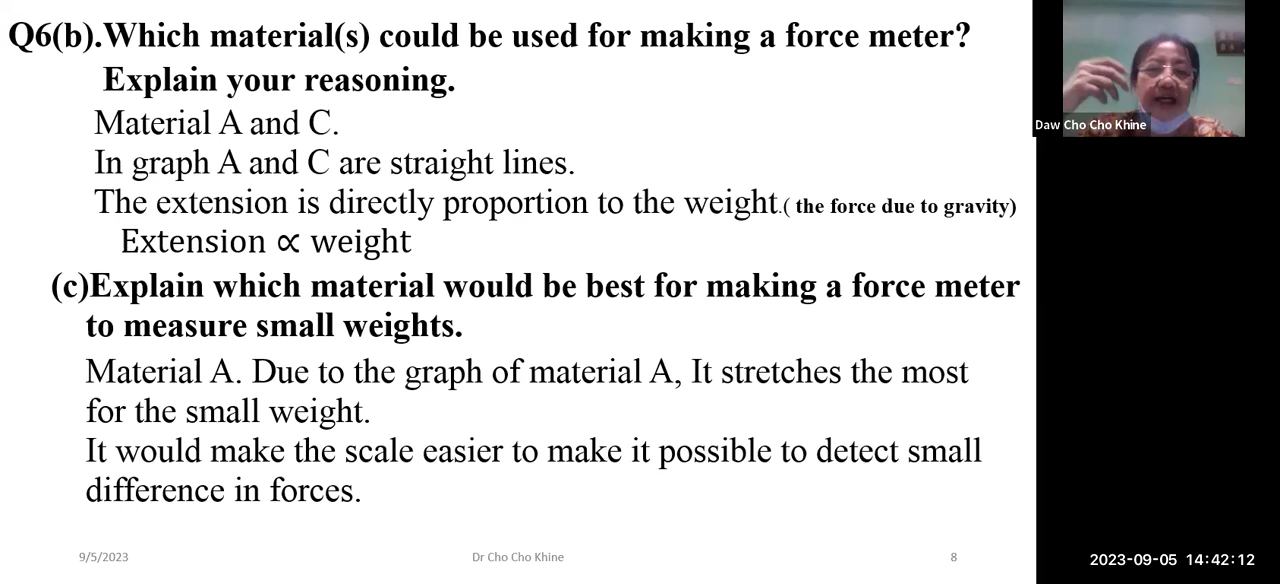 Q6(b).Which material(s) could be used for making a force meter?
Explain your reasoning.
Material A and C.
In graph A and C are straight lines.
The extension is directly proportion to the weight.( the force due to gravity)
Extension ∝ weight
(c)Explain which material would be best for making a force meter
to measure small weights.
Material A. Due to the graph of material A, It stretches the most
for the small weight.
It would make the scale easier to make it possible to detect small
difference in forces.
9/5/2023
Dr Cho Cho Khine
8
Daw Cho Cho Khine
2023-09-05 14:42:12